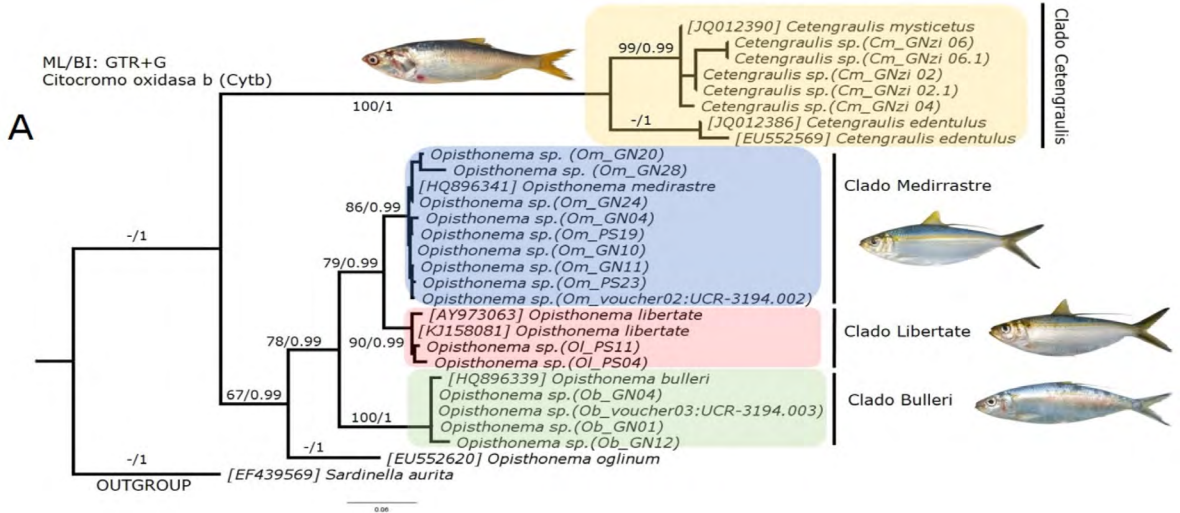 ML/BI: GTR+G
Citocromo oxidasa b (Cytb)
A
100/1
99/0.99
[JQ012390] Cetengraulis mysticetus
Cetengraulis sp.(Cm_GNzi 06)
Cetengraulis sp.(Cm_GNzi 06.1)
Cetengraulis sp.(Cm_GNzi 02)
Cetengraulis sp.(Cm_GNzi 02.1)
Cetengraulis sp.(Cm_GNzi 04)
-/1
[JQ012386] Cetengraulis edentulus
[EU552569] Cetengraulis edentulus
Clado Cetengraulis
-/1
86/0.99
Opisthonema sp. (Om_GN20)
Opisthonema sp. (Om_GN28)
[HQ896341] Opisthonema medirastre
Opisthonema sp.(Om_GN24)
Opisthonema sp.(Om_GN04)
Opisthonema sp.(Om_PS19)
Opisthonema sp.(Om_GN10)
Opisthonema sp.(Om_GN11)
Opisthonema sp.(Om_PS23)
Opisthonema sp.(Om_voucher02:UCR-3194.002)
Clado Medirrastre
79/0.99
90/0.99
[AY973063] Opisthonema libertate
[KJ158081] Opisthonema libertate
Opisthonema sp.(Ol_PS11)
Opisthonema sp.(Ol_PS04)
Clado Libertate
78/0.99
100/1
[HQ896339] Opisthonema bulleri
Opisthonema sp.(Ob_GN04)
Opisthonema sp.(Ob_voucher03:UCR-3194.003)
Opisthonema sp.(Ob_GN01)
Opisthonema sp.(Ob_GN12)
Clado Bulleri
67/0.99
-/1
[EU552620] Opisthonema oglinum
-/1
OUTGROUP
[EF439569] Sardinella aurita
0.06